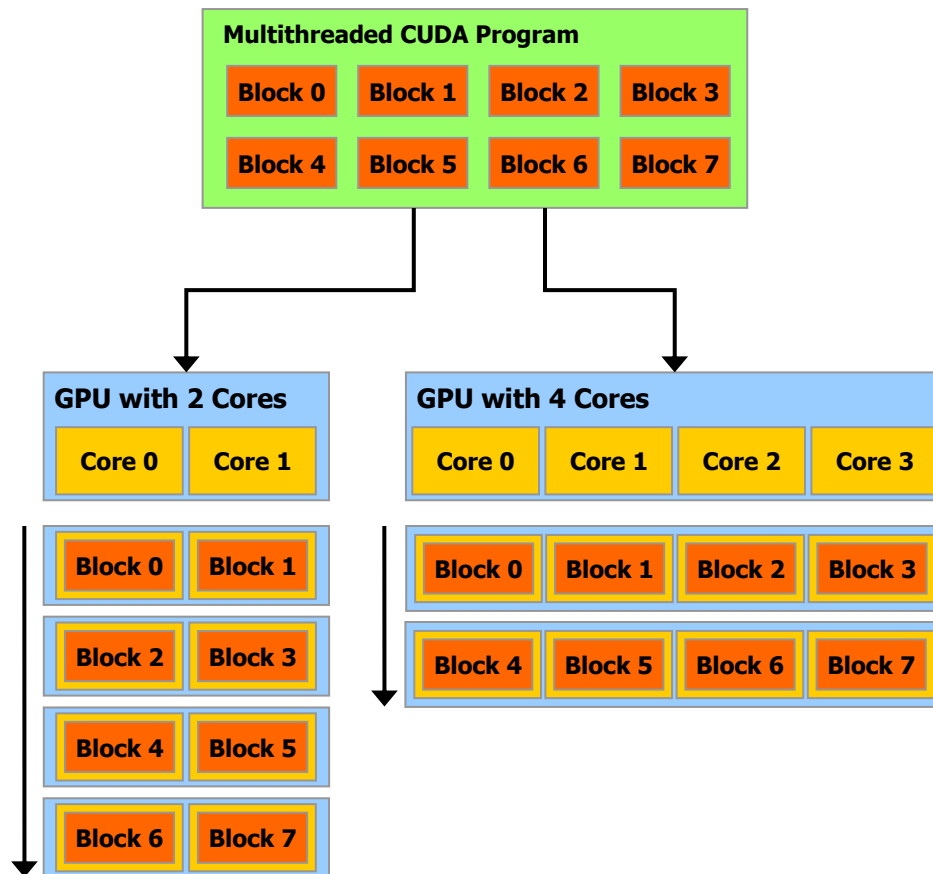 Multithreaded CUDA Program
Block 0 Block 1 Block 2 Block 3
Block 4 Block 5 Block 6 Block 7
GPU with 2 Cores
Core 0 Core 1
Block 0 Block 1
Block 2 Block 3
Block 4 Block 5
Block 6 Block 7
GPU with 4 Cores
Core 0 Core 1 Core 2 Core 3
Block 0 Block 1 Block 2 Block 3
Block 4 Block 5 Block 6 Block 7